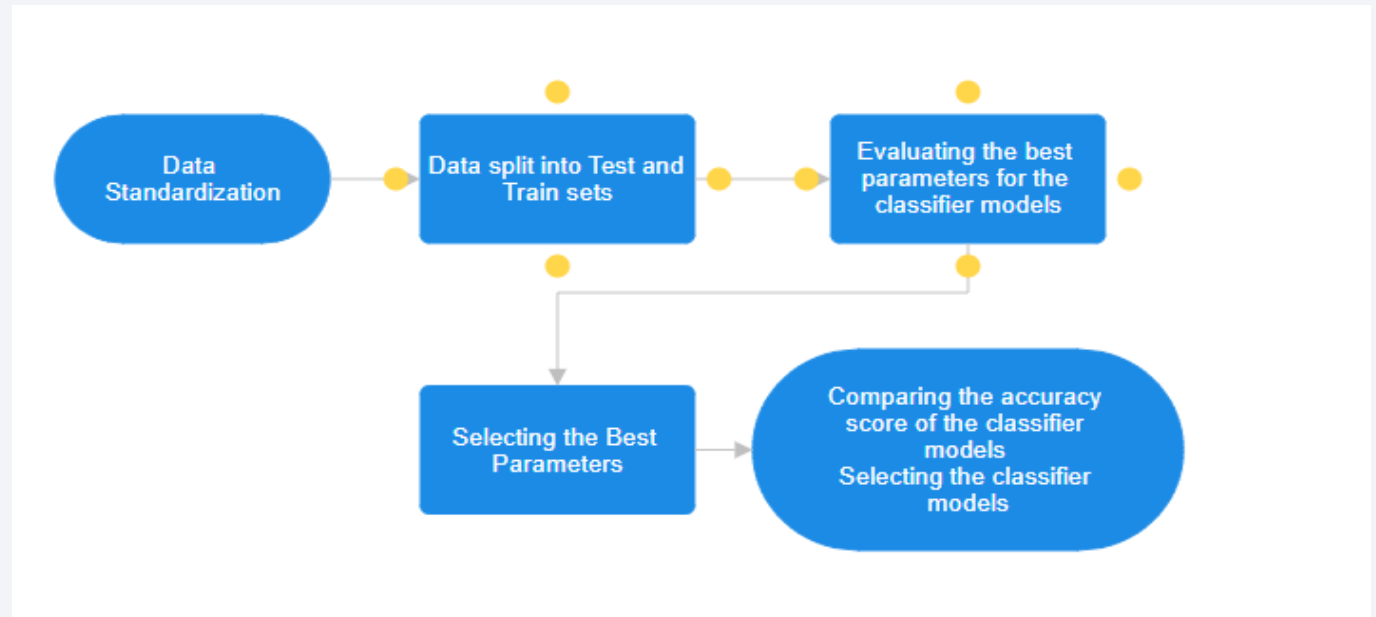 Data
Standardization
Data split into Test and
Train sets
Evaluating the best
parameters for the
classifier models
Selecting the Best
Parameters
Comparing the accuracy
score of the classifier
models
Selecting the classifier
models